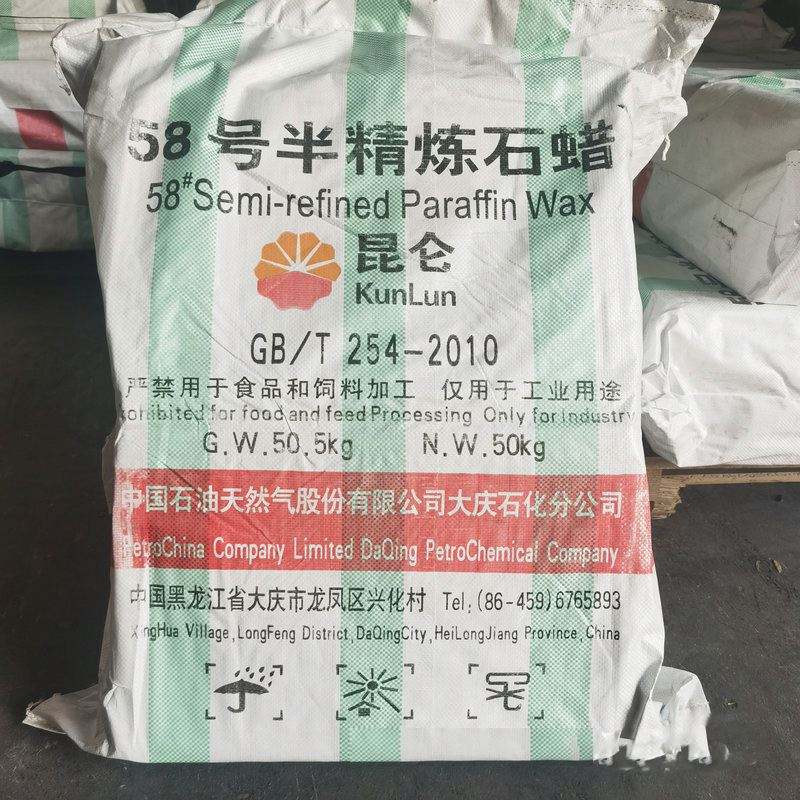 58号半精炼石蜡
58#Semi-refined Paraffin Wax
昆仑
KunLun
GB/T 254-2010
严禁用于食品和饲料加工 仅用于工业用途
for food and feed Processing Only for Industry
G.W.50.5kg N.W.50kg
中国石油天然气股份有限公司大庆石化分公司
PetroChina Company Limited DaQing PetroChemical Company
中国黑龙江省大庆市龙凤区兴化村 Tel:(86-459)6765893
XingHua Village,LongFeng District,DaQingCity,HeiLongJiang Province,China